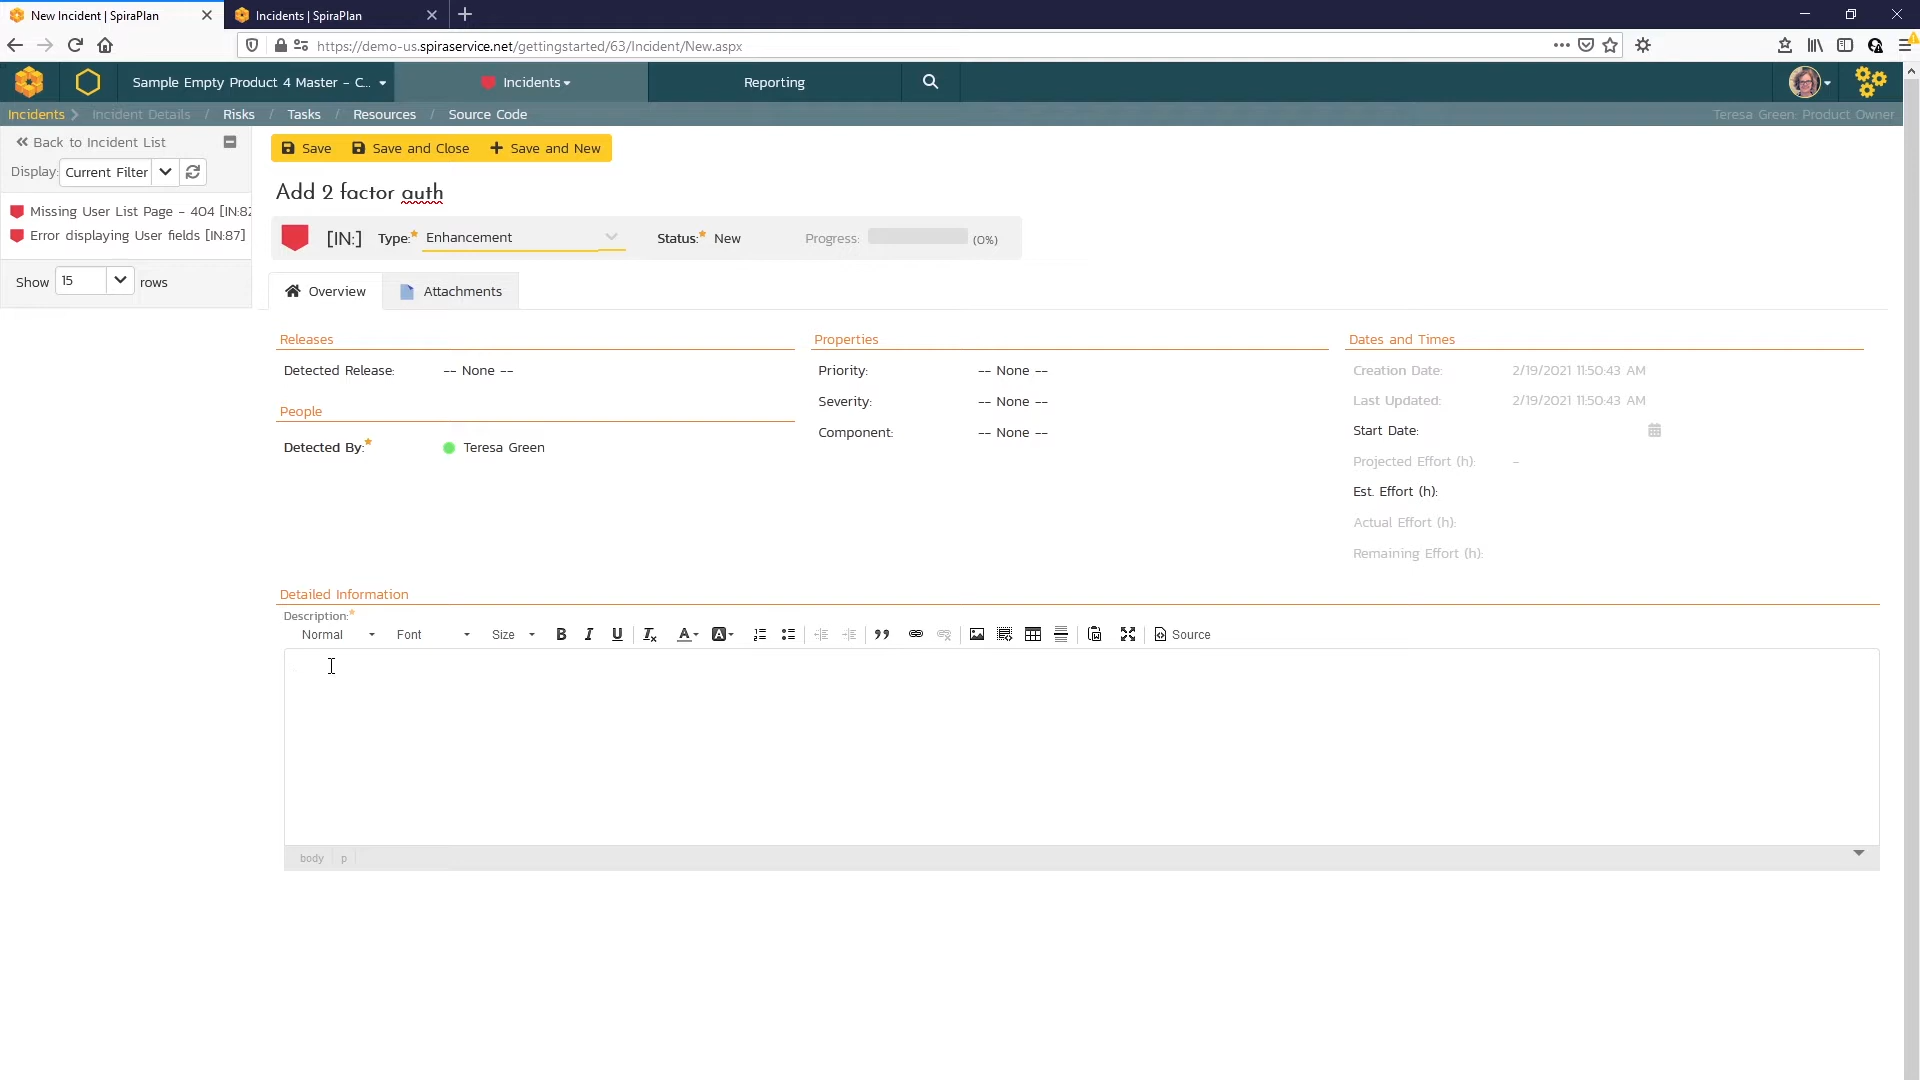 New Incident | SpiraPlan
Incidents | SpiraPlan
https://demo-us.spiraservice.net/gettingstarted/63/Incident/New.aspx
Sample Empty Product 4 Master - C...
Incidents
Reporting
Incidents
Incident Details / Risks / Tasks / Resources / Source Code
Teresa Green: Product Owner
Back to Incident List
Display: Current Filter
Missing User List Page - 404 [IN:82
Error displaying User fields [IN:87]
Show 15 rows
Save
Save and Close
Save and New
Add 2 factor auth
[IN:] Type:* Enhancement
Status:* New
Progress: (0%)
Overview
Attachments
Releases
Detected Release: -- None --
People
Detected By:* Teresa Green
Properties
Priority: -- None --
Severity: -- None --
Component: -- None --
Dates and Times
Creation Date: 2/19/2021 11:50:43 AM
Last Updated: 2/19/2021 11:50:43 AM
Start Date:
Projected Effort (h): -
Est. Effort (h):
Actual Effort (h):
Remaining Effort (h):
Detailed Information
Description:*
Normal Font Size B I U Source
body p